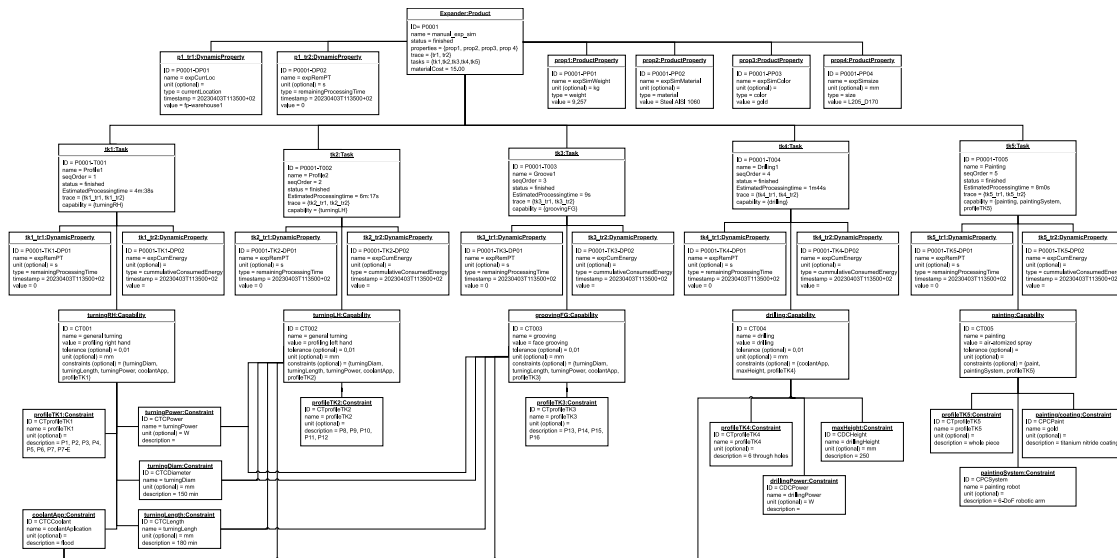 Expander:Product
ID= P0001
name = manual_exp_sim
status = finished
properties = {prop1, prop2, prop3, prop 4}
trace = {tr1, tr2}
tasks = {tk1,tk2,tk3,tk4,tk5}
materialCost = 15,00
p1_tr1:DynamicProperty
ID = P0001-DP01
name = expCurrLoc
unit (optional) =
type = currentLocation
timestamp = 20230403T113500+02
value = fp-warehouse1
p1_tr2:DynamicProperty
ID = P0001-DP02
name = expRemPT
unit (optional) = s
type = remainingProcessingTime
timestamp = 20230403T113500+02
value = 0
prop1:ProductProperty
ID = P0001-PP01
name = expSimWeight
unit (optional) = kg
type = weight
value = 9,257
prop2:ProductProperty
ID = P0001-PP02
name = expSimMaterial
unit (optional) =
type = material
value = Steel AISI 1060
prop3:ProductProperty
ID = P0001-PP03
name = expSimColor
unit (optional) =
type = color
value = gold
prop4:ProductProperty
ID = P0001-PP04
name = expSimsize
unit (optional) = mm
type = size
value = L205_D170
tk1:Task
ID = P0001-T001
name = Profile1
seqOrder = 1
status = finished
EstimatedProcessingtime = 4m:38s
trace = {tk1_tr1, tk1_tr2}
capability = {turningRH}
tk2:Task
ID = P0001-T002
name = Profile2
seqOrder = 2
status = finished
EstimatedProcessingtime = 6m:17s
trace = {tk2_tr1, tk2_tr2}
capability = {turningLH}
tk3:Task
ID = P0001-T003
name = Groove1
seqOrder = 3
status = finished
EstimatedProcessingtime = 9s
trace = {tk3_tr1, tk3_tr2}
capability = {groovingFG}
tk4:Task
ID = P0001-T004
name = Drilling1
seqOrder = 4
status = finished
EstimatedProcessingtime = 1m44s
trace = {tk4_tr1, tk4_tr2}
capability = {drilling}
tk5:Task
ID = P0001-T005
name = Painting
seqOrder = 5
status = finished
EstimatedProcessingtime = 8m0s
trace = {tk5_tr1, tk5_tr2}
capability = {painting, paintingSystem,
profileTK5}
tk1_tr1:DynamicProperty
ID = P0001-TK1-DP01
name = expRemPT
unit (optional) = s
type = remainingProcessingTime
timestamp = 20230403T113500+02
value = 0
tk1_tr2:DynamicProperty
ID = P0001-TK1-DP02
name = expCumEnergy
unit (optional) = s
type = cummulativeConsumedEnergy
timestamp = 20230403T113500+02
value =
tk2_tr1:DynamicProperty
ID = P0001-TK2-DP01
name = expRemPT
unit (optional) = s
type = remainingProcessingTime
timestamp = 20230403T113500+02
value = 0
tk2_tr2:DynamicProperty
ID = P0001-TK2-DP02
name = expCumEnergy
unit (optional) = s
type = cummulativeConsumedEnergy
timestamp = 20230403T113500+02
value =
tk3_tr1:DynamicProperty
ID = P0001-TK3-DP01
name = expRemPT
unit (optional) = s
type = remainingProcessingTime
timestamp = 20230403T113500+02
value = 0
tk3_tr2:DynamicProperty
ID = P0001-TK3-DP02
name = expCumEnergy
unit (optional) = s
type = cummulativeConsumedEnergy
timestamp = 20230403T113500+02
value =
tk4_tr1:DynamicProperty
ID = P0001-TK4-DP01
name = expRemPT
unit (optional) = s
type = remainingProcessingTime
timestamp = 20230403T113500+02
value = 0
tk4_tr2:DynamicProperty
ID = P0001-TK4-DP02
name = expCumEnergy
unit (optional) = s
type = cummulativeConsumedEnergy
timestamp = 20230403T113500+02
value =
tk5_tr1:DynamicProperty
ID = P0001-TK5-DP01
name = expRemPT
unit (optional) = s
type = remainingProcessingTime
timestamp = 20230403T113500+02
value = 0
tk5_tr2:DynamicProperty
ID = P0001-TK5-DP02
name = expCumEnergy
unit (optional) = s
type = cummulativeConsumedEnergy
timestamp = 20230403T113500+02
value =
turningRH:Capability
ID = CT001
name = general turning
value = profiling right hand
tolerance (optional) = 0,01
unit (optional) = mm
constraints (optional) = {turningDiam,
turningLength, turningPower, coolantApp,
profileTK1}
turningLH:Capability
ID = CT002
name = general turning
value = profiling left hand
tolerance (optional) = 0,01
unit (optional) = mm
constraints (optional) = {turningDiam,
turningLength, turningPower, coolantApp,
profileTK2}
groovingFG:Capability
ID = CT003
name = grooving
value = face grooving
tolerance (optional) = 0,01
unit (optional) = mm
constraints (optional) = {turningDiam,
turningLength, turningPower, coolantApp,
profileTK3}
drilling:Capability
ID = CT004
name = drilling
value = drilling
tolerance (optional) = 0,01
unit (optional) = mm
constraints (optional) = {coolantApp,
maxHeight, profileTK4}
painting:Capability
ID = CT005
name = painting
value = air-atomized spray
tolerance (optional) =
unit (optional) =
constraints (optional) = {paint,
paintingSystem, profileTK5}
profileTK1:Constraint
ID = CTprofileTK1
name = profileTK1
unit (optional) =
description = P1, P2, P3, P4,
P5, P6, P7, P7-E
turningPower:Constraint
ID = CTCPower
name = turningPower
unit (optional) = W
description =
profileTK2:Constraint
ID = CTprofileTK2
name = profileTK2
unit (optional) =
description = P8, P9, P10,
P11, P12
profileTK3:Constraint
ID = CTprofileTK3
name = profileTK3
unit (optional) =
description = P13, P14, P15,
P16
profileTK4:Constraint
ID = CTprofileTK4
name = profileTK4
unit (optional) =
description = 6 through holes
maxHeight:Constraint
ID = CDCHeight
name = drillingHeight
unit (optional) = mm
description = 250
profileTK5:Constraint
ID = CTprofileTK5
name = profileTK5
unit (optional) =
description = whole piece
painting/coating:Constraint
ID = CPCPaint
name = gold
unit (optional) =
description = titanium nitride coating
turningDiam:Constraint
ID = CTCDiameter
name = turningDiam
unit (optional) = mm
description = 150 min
drillingPower:Constraint
ID = CDCPower
name = drillingPower
unit (optional) = W
description =
paintingSystem:Constraint
ID = CPCSystem
name = painting robot
unit (optional) =
description = 6-DoF robotic arm
coolantApp:Constraint
ID = CTCCoolant
name = coolantAplication
unit (optional) =
description = flood
turningLength:Constraint
ID = CTCLength
name = turningLengh
unit (optional) = mm
description = 180 min